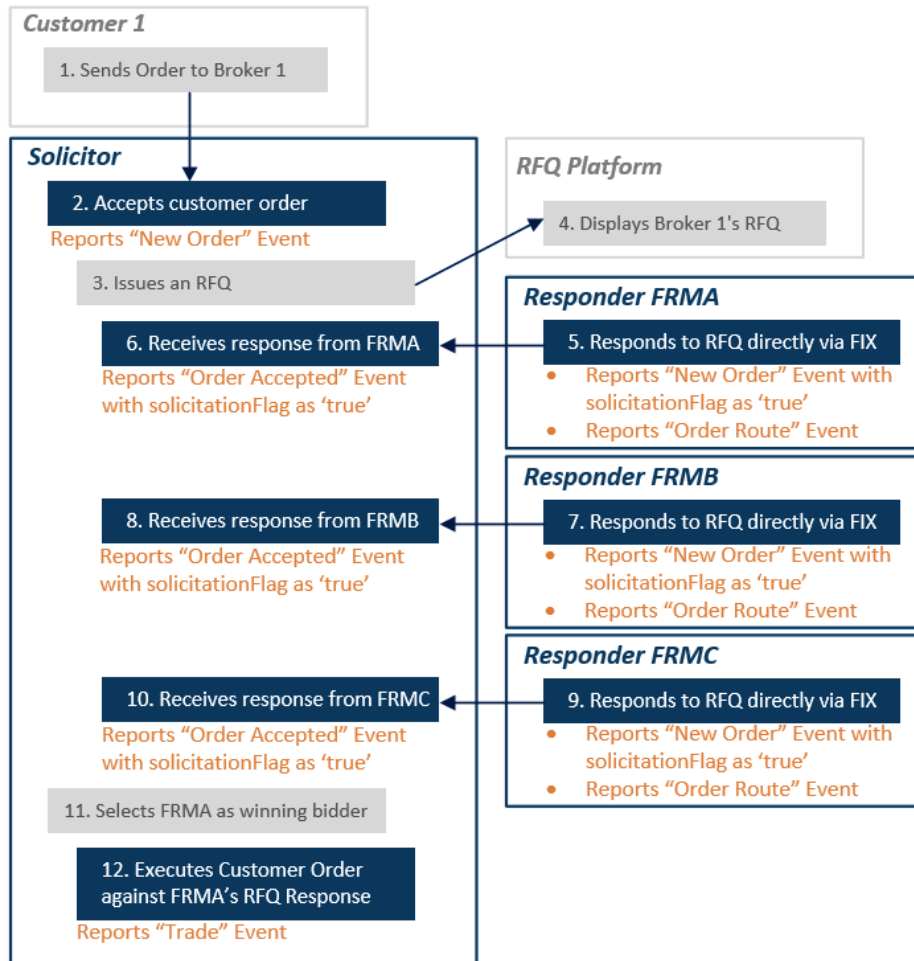 Customer 1
1. Sends Order to Broker 1
Solicitor
2. Accepts customer order
Reports “New Order” Event
3. Issues an RFQ
RFQ Platform
4. Displays Broker 1's RFQ
Responder FRMA
5. Responds to RFQ directly via FIX
• Reports “New Order” Event with
solicitationFlag as ‘true’
• Reports “Order Route” Event
6. Receives response from FRMA
Reports “Order Accepted” Event
with solicitationFlag as ‘true’
Responder FRMB
7. Responds to RFQ directly via FIX
• Reports “New Order” Event with
solicitationFlag as ‘true’
• Reports “Order Route” Event
8. Receives response from FRMB
Reports “Order Accepted” Event
with solicitationFlag as ‘true’
Responder FRMC
9. Responds to RFQ directly via FIX
• Reports “New Order” Event with
solicitationFlag as ‘true’
• Reports “Order Route” Event
10. Receives response from FRMC
Reports “Order Accepted” Event
with solicitationFlag as ‘true’
11. Selects FRMA as winning bidder
12. Executes Customer Order
against FRMA’s RFQ Response
Reports “Trade” Event